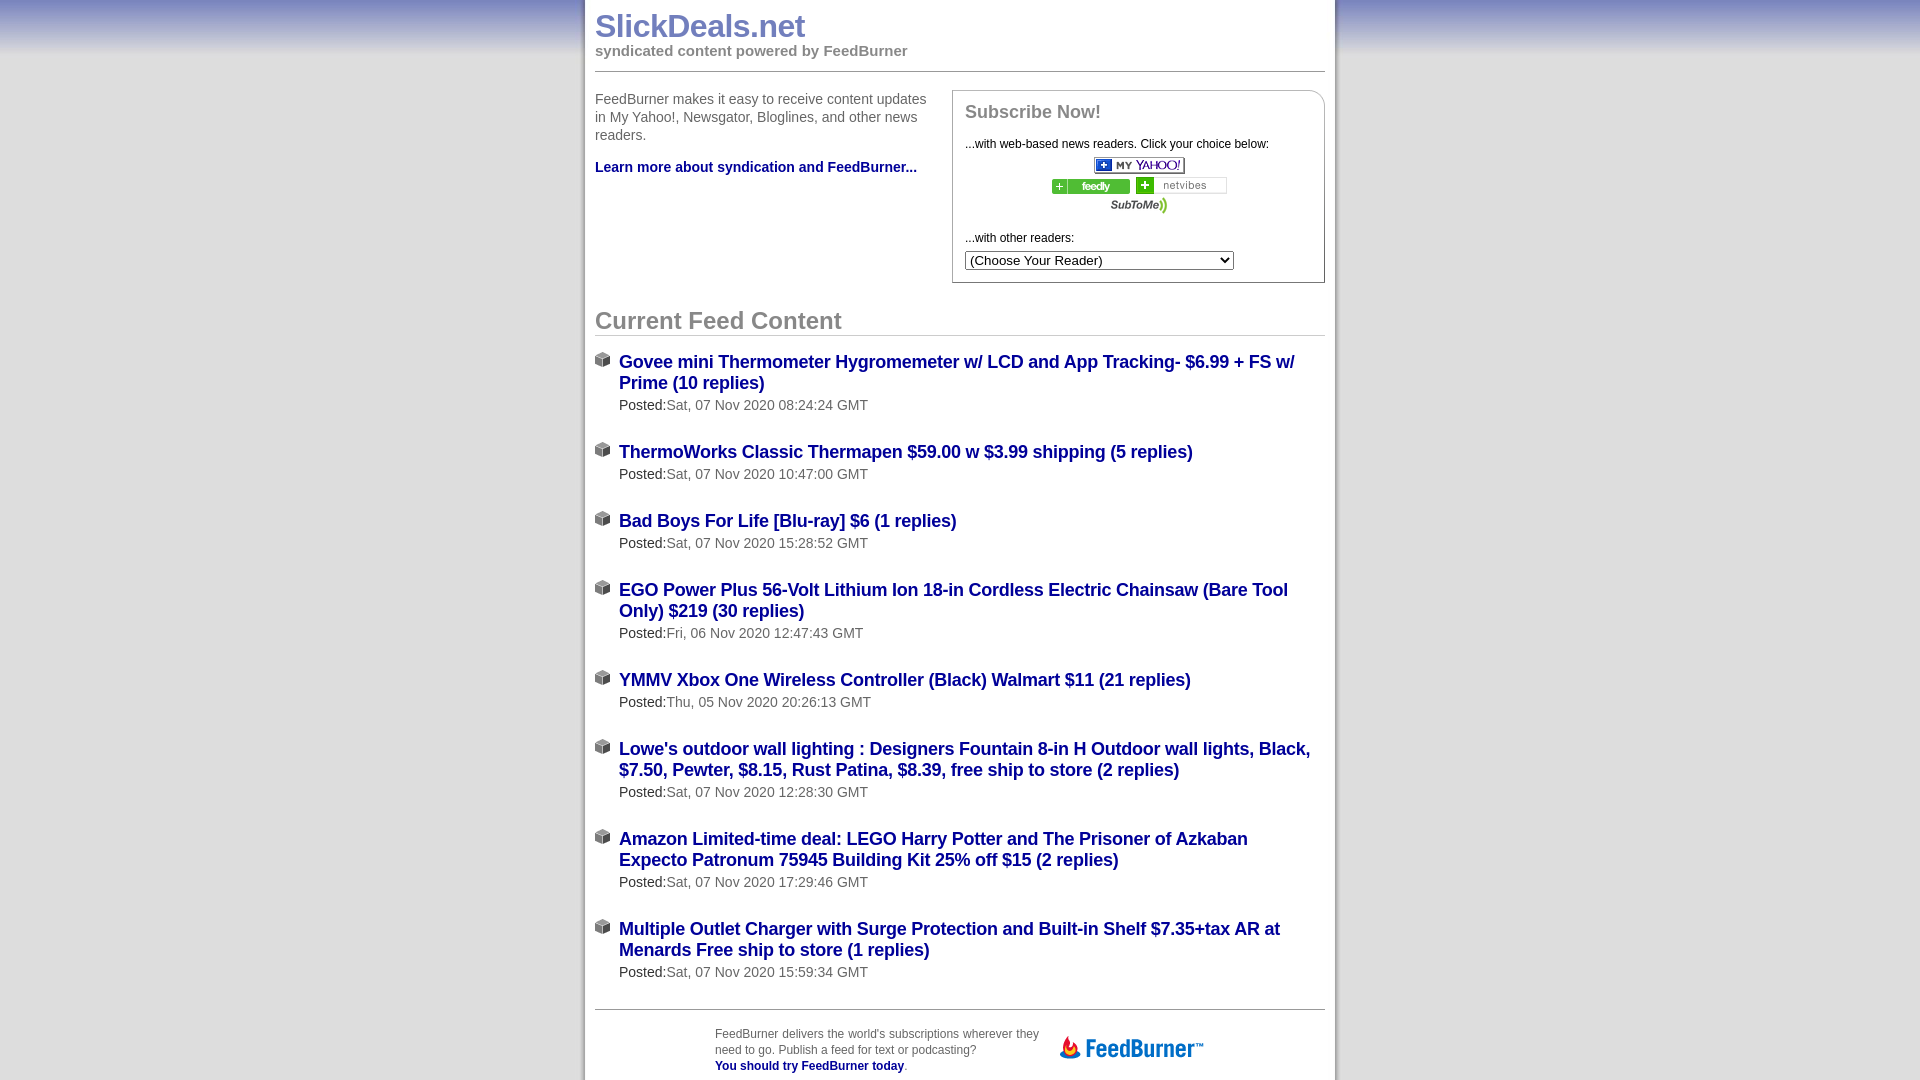 SlickDeals.net
syndicated content powered by FeedBurner
FeedBurner makes it easy to receive content updates
in My Yahoo!, Newsgator, Bloglines, and other news
readers.
Learn more about syndication and FeedBurner...
Subscribe Now!
...with web-based news readers. Click your choice below:
MY YAHOO!
feedly netvibes
SubToMe
...with other readers:
(Choose Your Reader)
Current Feed Content
Govee mini Thermometer Hygromemeter w/ LCD and App Tracking- $6.99 + FS w/
Prime (10 replies)
Posted:Sat, 07 Nov 2020 08:24:24 GMT
ThermoWorks Classic Thermapen $59.00 w $3.99 shipping (5 replies)
Posted:Sat, 07 Nov 2020 10:47:00 GMT
Bad Boys For Life [Blu-ray] $6 (1 replies)
Posted:Sat, 07 Nov 2020 15:28:52 GMT
EGO Power Plus 56-Volt Lithium Ion 18-in Cordless Electric Chainsaw (Bare Tool
Only) $219 (30 replies)
Posted:Fri, 06 Nov 2020 12:47:43 GMT
YMMV Xbox One Wireless Controller (Black) Walmart $11 (21 replies)
Posted:Thu, 05 Nov 2020 20:26:13 GMT
Lowe's outdoor wall lighting : Designers Fountain 8-in H Outdoor wall lights, Black,
$7.50, Pewter, $8.15, Rust Patina, $8.39, free ship to store (2 replies)
Posted:Sat, 07 Nov 2020 12:28:30 GMT
Amazon Limited-time deal: LEGO Harry Potter and The Prisoner of Azkaban
Expecto Patronum 75945 Building Kit 25% off $15 (2 replies)
Posted:Sat, 07 Nov 2020 17:29:46 GMT
Multiple Outlet Charger with Surge Protection and Built-in Shelf $7.35+tax AR at
Menards Free ship to store (1 replies)
Posted:Sat, 07 Nov 2020 15:59:34 GMT
FeedBurner delivers the world's subscriptions wherever they
need to go. Publish a feed for text or podcasting?
You should try FeedBurner today.
FeedBurner™